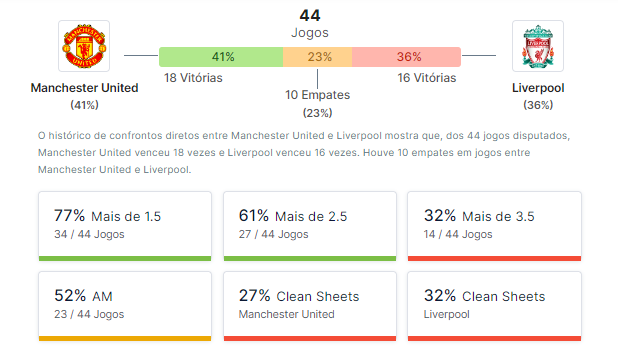 44
Jogos
41% 23% 36%
18 Vitórias 16 Vitórias
Manchester United Liverpool
10 Empates
(41%) (23%) (36%)
O histórico de confrontos diretos entre Manchester United e Liverpool mostra que, dos 44 jogos disputados,
Manchester United venceu 18 vezes e Liverpool venceu 16 vezes. Houve 10 empates em jogos entre
Manchester United e Liverpool.
77% Mais de 1.5
34 / 44 Jogos
61% Mais de 2.5
27 / 44 Jogos
32% Mais de 3.5
14 / 44 Jogos
52% AM
23 / 44 Jogos
27% Clean Sheets
Manchester United
32% Clean Sheets
Liverpool